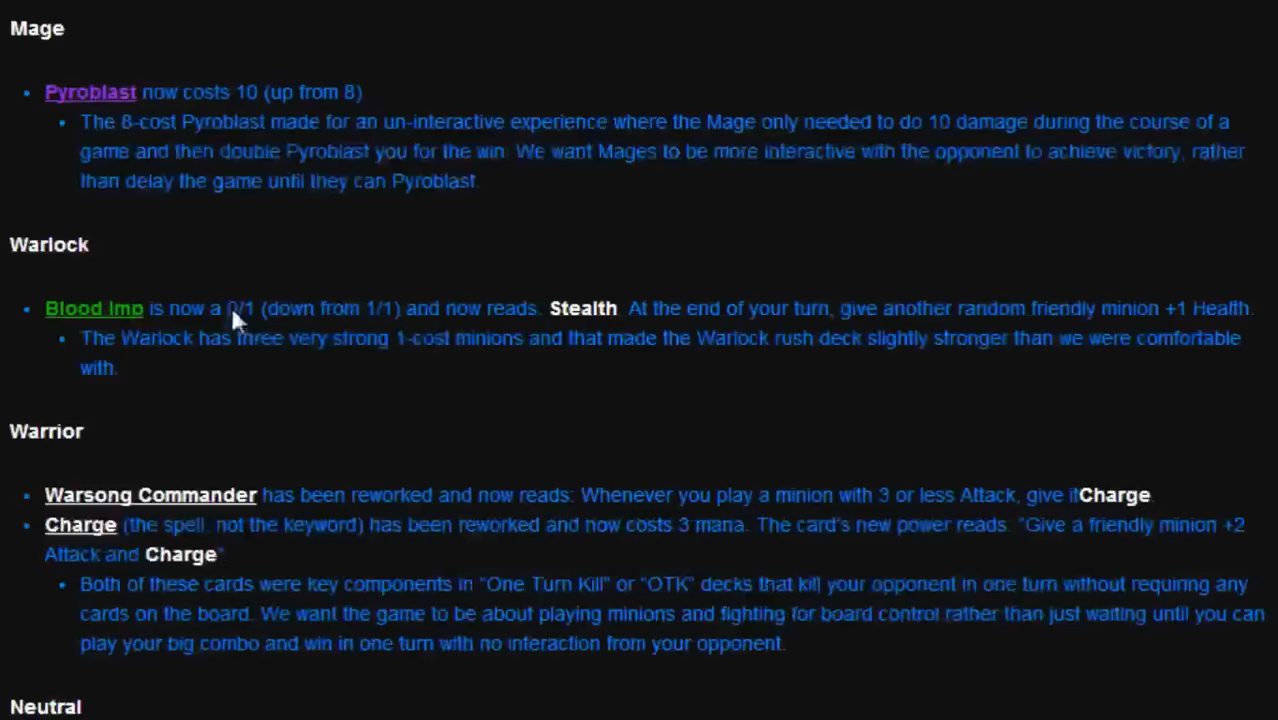 Mage
Pyroblast now costs 10 (up from 8)
The 8-cost Pyroblast made for an un-interactive experience where the Mage only needed to do 10 damage during the course of a
game and then double Pyroblast you for the win. We want Mages to be more interactive with the opponent to achieve victory, rather
than delay the game until they can Pyroblast.
Warlock
Blood Imp is now a 0/1 (down from 1/1) and now reads: Stealth. At the end of your turn, give another random friendly minion +1 Health.
The Warlock has three very strong 1-cost minions and that made the Warlock rush deck slightly stronger than we were comfortable
with.
Warrior
Warsong Commander has been reworked and now reads: Whenever you play a minion with 3 or less Attack, give itCharge.
Charge (the spell, not the keyword) has been reworked and now costs 3 mana. The card's new power reads: "Give a friendly minion +2
Attack and Charge"
Both of these cards were key components in "One Turn Kill" or "OTK" decks that kill your opponent in one turn without requiring any
cards on the board. We want the game to be about playing minions and fighting for board control rather than just waiting until you can
play your big combo and win in one turn with no interaction from your opponent.
Neutral